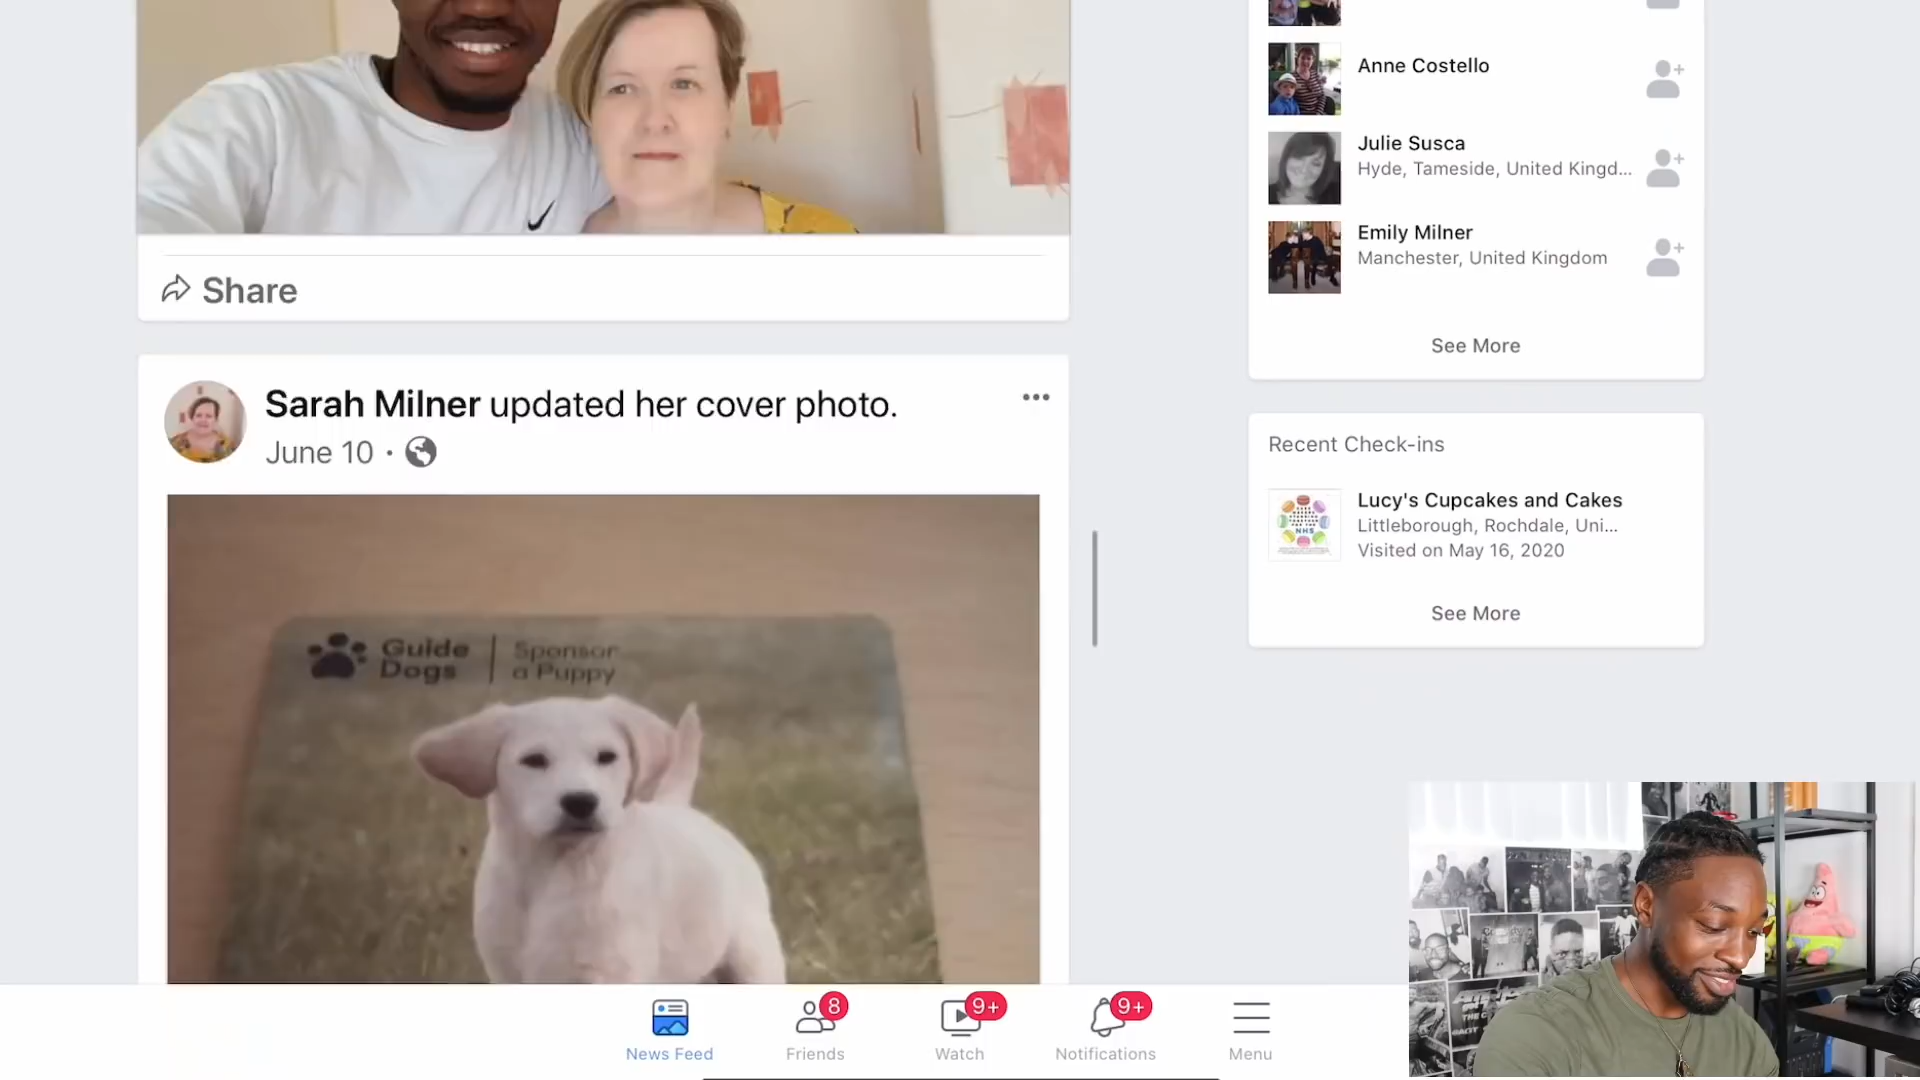 Share
Sarah Milner updated her cover photo.
June 10 ·
Guide Dogs
Sponsor a Puppy
Anne Costello
Julie Susca
Hyde, Tameside, United Kingd...
Emily Milner
Manchester, United Kingdom
See More
Recent Check-ins
NHS
Lucy's Cupcakes and Cakes
Littleborough, Rochdale, Uni...
Visited on May 16, 2020
See More
8
9+
9+
News Feed
Friends
Watch
Notifications
Menu